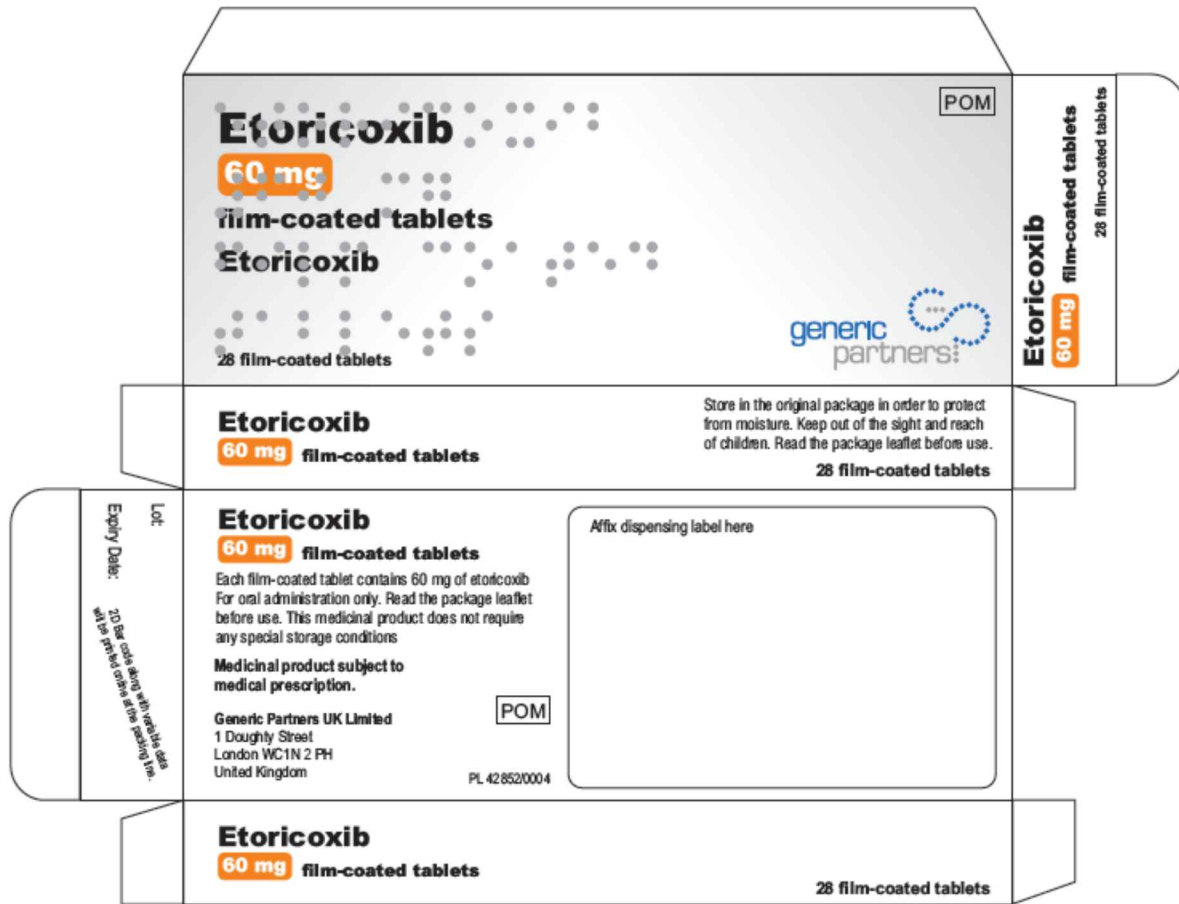 Etoricoxib
60 mg
film-coated tablets
Etoricoxib
28 film-coated tablets
POM
generic
partners
Etoricoxib
60 mg film-coated tablets
28 film-coated tablets
Etoricoxib
60 mg film-coated tablets
Store in the original package in order to protect
from moisture. Keep out of the sight and reach
of children. Read the package leaflet before use.
28 film-coated tablets
Lot:
Expiry Date:
2D Bar code along with variable data
will be printed online at the packing line.
Etoricoxib
60 mg film-coated tablets
Each film-coated tablet contains 60 mg of etoricoxib
For oral administration only. Read the package leaflet
before use. This medicinal product does not require
any special storage conditions
Medicinal product subject to
medical prescription.
Generic Partners UK Limited
1 Doughty Street
London WC1N 2 PH
United Kingdom
POM
PL 42852/0004
Affix dispensing label here
Etoricoxib
60 mg film-coated tablets
28 film-coated tablets